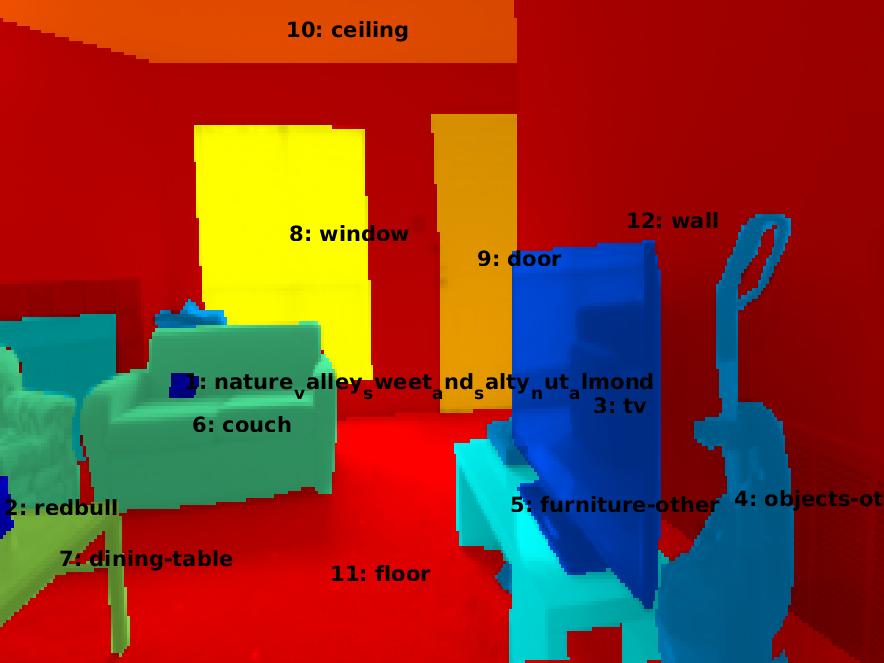 10: ceiling
12: wall
8: window
9: door
1: nature_valley_sweet_and_salty_nut_almond
3: tv
6: couch
2: redbull
5: furniture-other
4: objects-ot
7: dining-table
11: floor